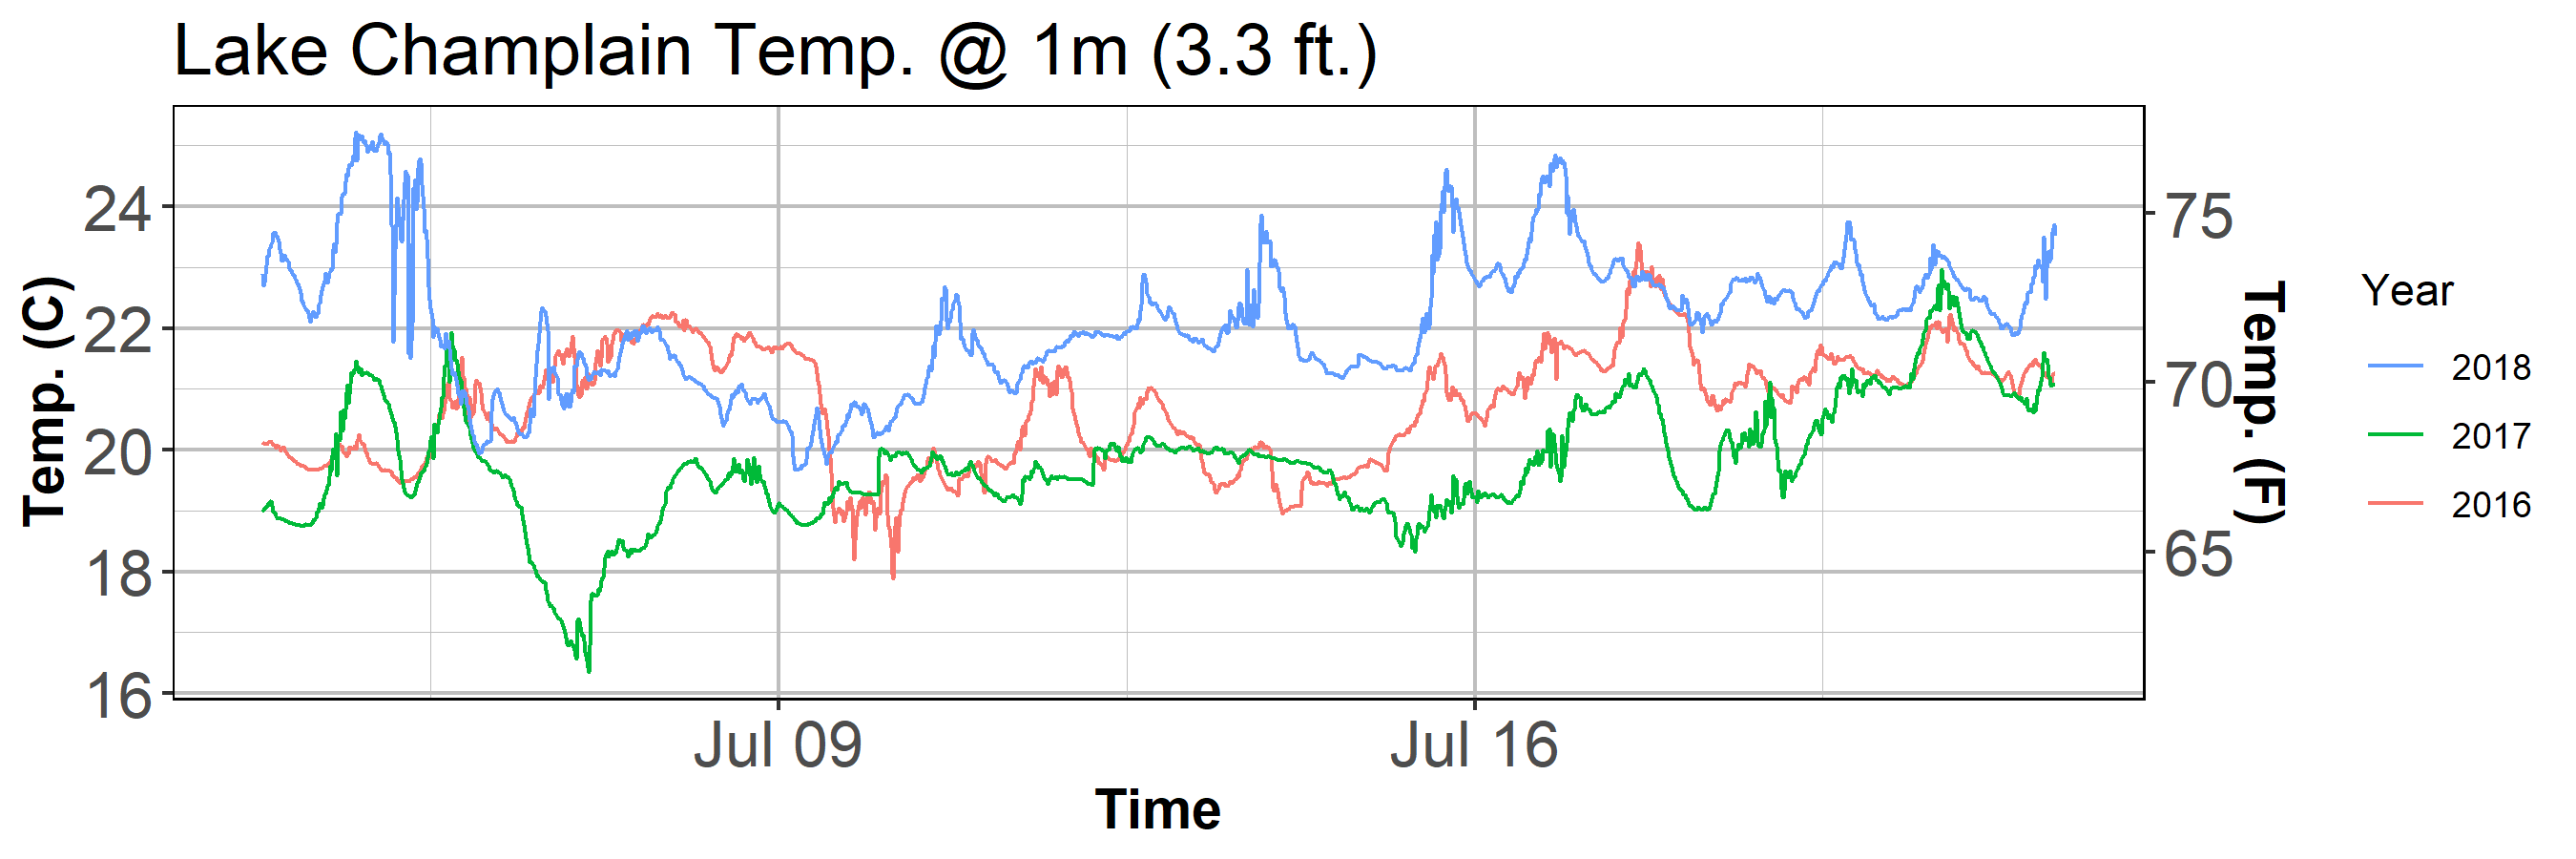 Lake Champlain Temp. @ 1m (3.3 ft.)
Temp. (C)
24
22
20
18
16
75
70
65
Temp. (F)
Jul 09
Jul 16
Time
Year
2018
2017
2016